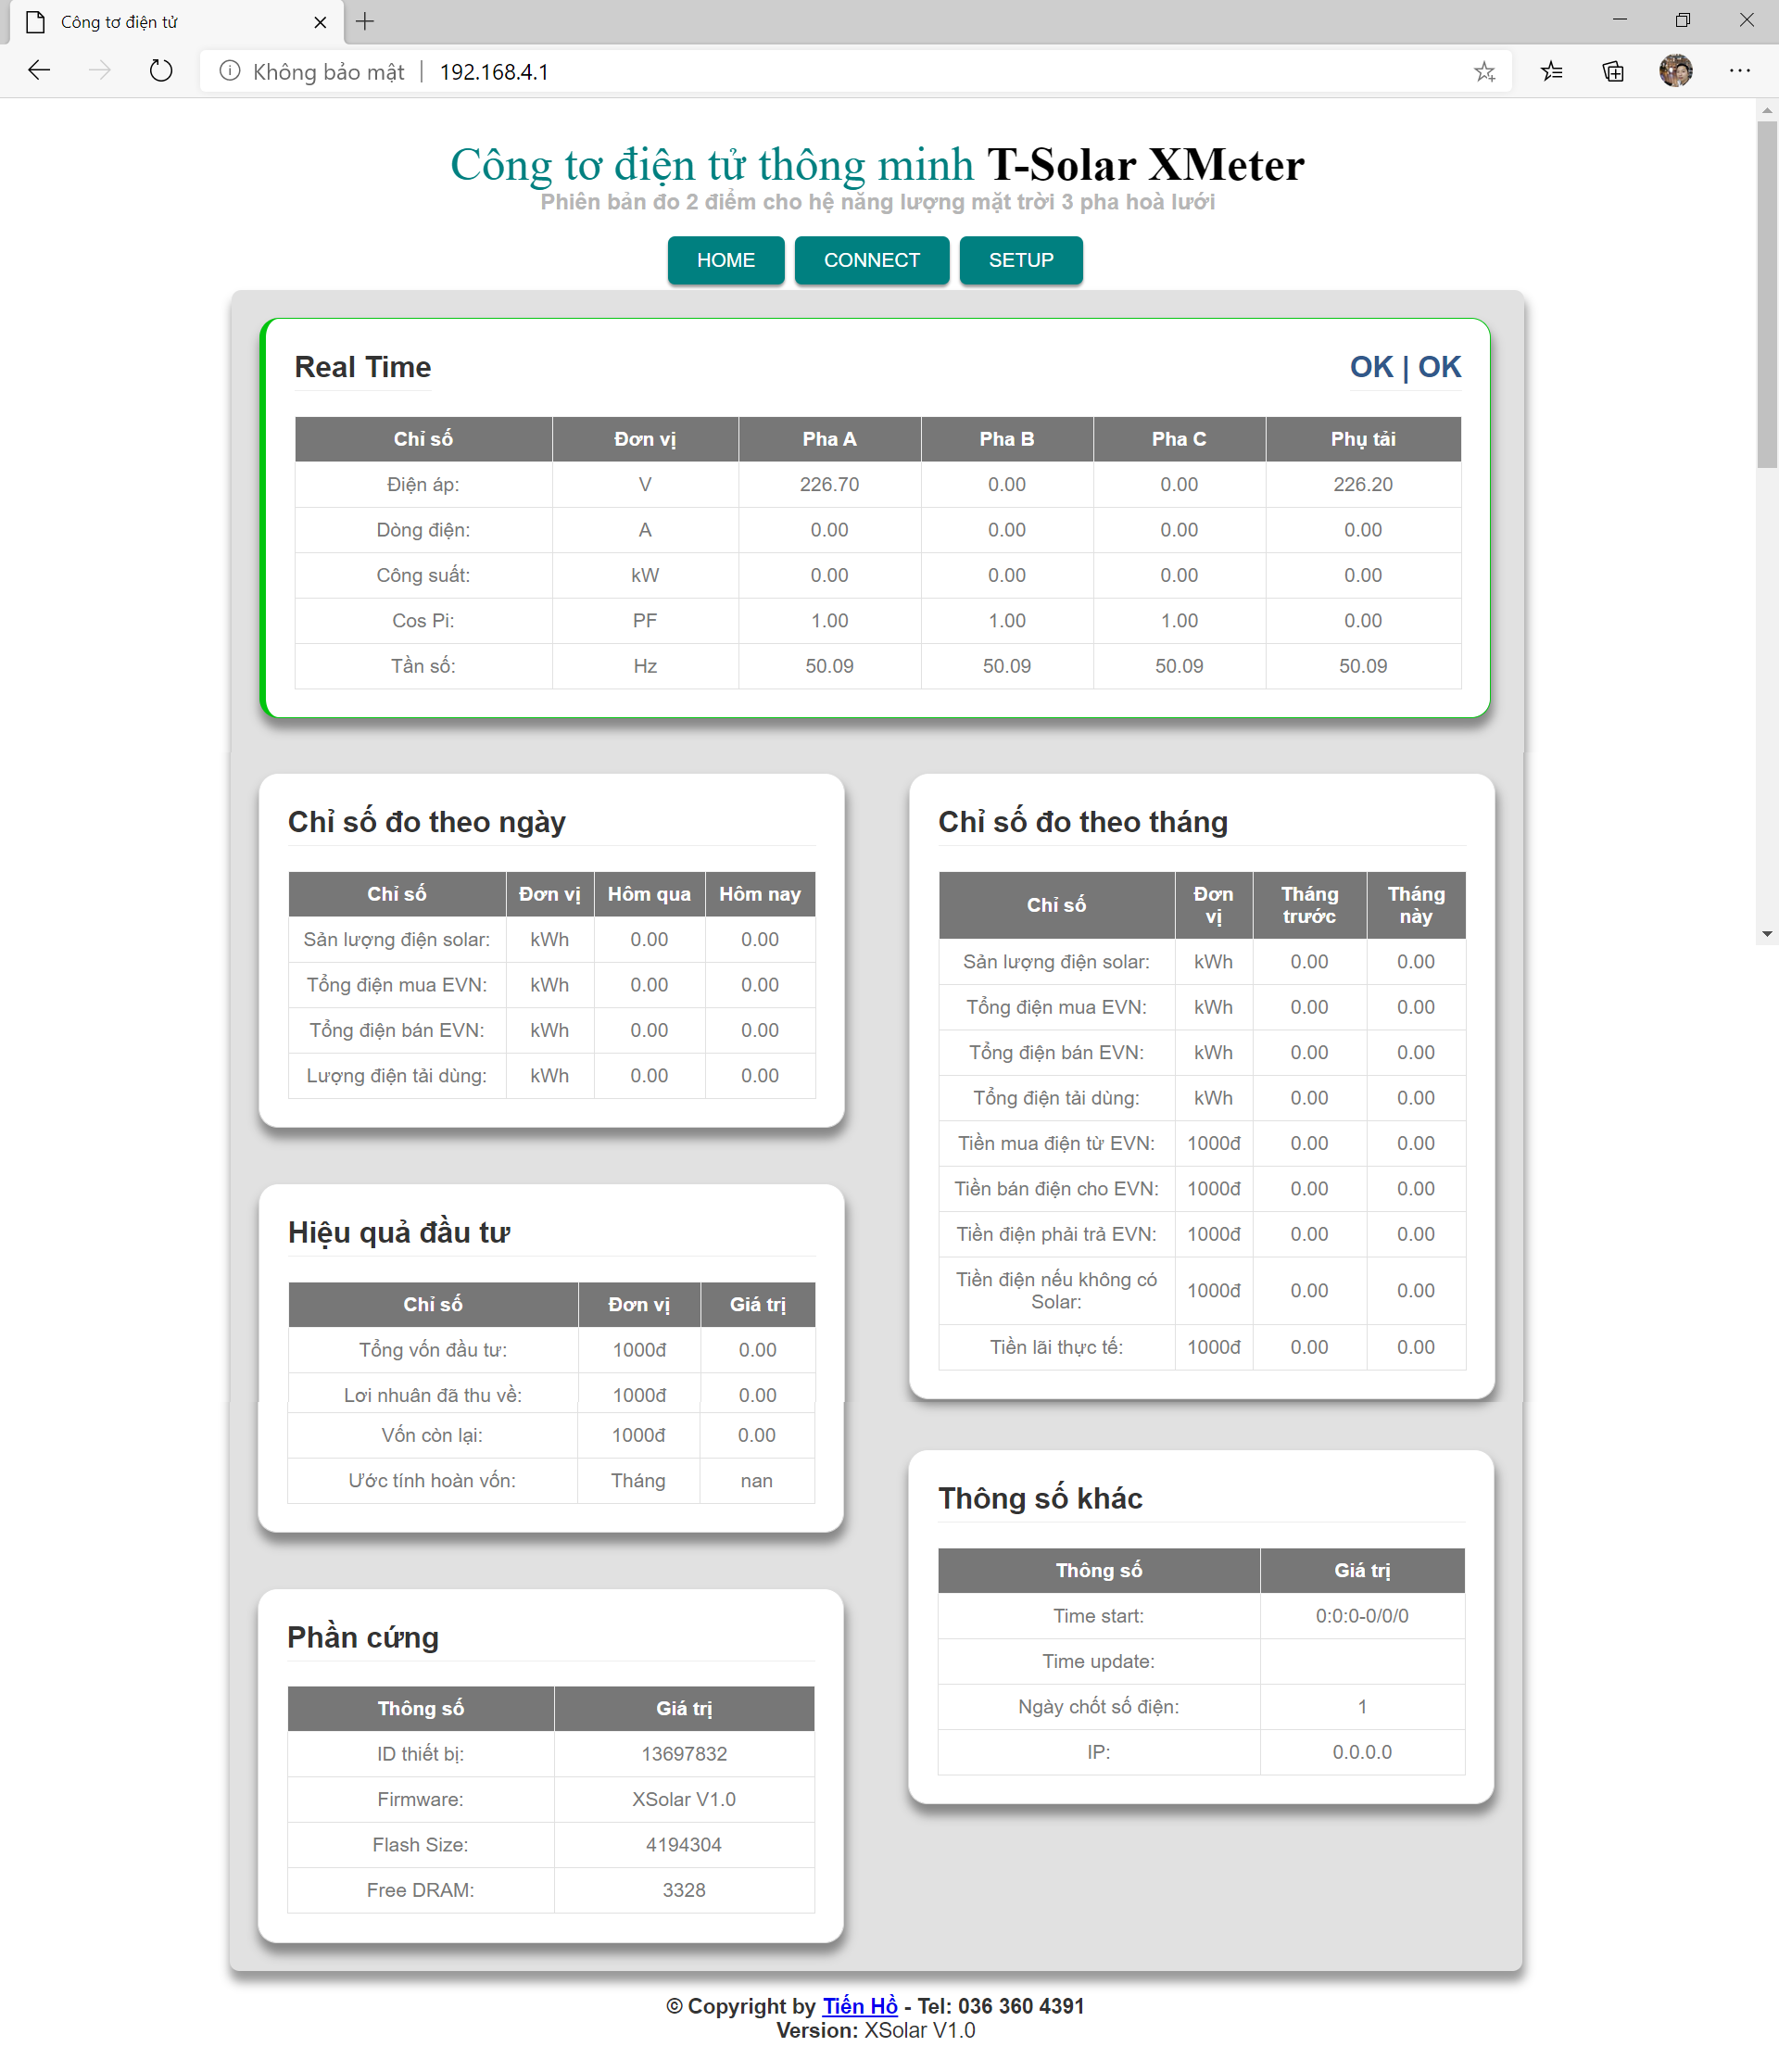 Công tơ điện tử
Không bảo mật | 192.168.4.1
Công tơ điện tử thông minh T-Solar XMeter
Phiên bản đo 2 điểm cho hệ năng lượng mặt trời 3 pha hoà lưới
HOME CONNECT SETUP
Real Time OK | OK
Chỉ số Đơn vị Pha A Pha B Pha C Phụ tải
Điện áp: V 226.70 0.00 0.00 226.20
Dòng điện: A 0.00 0.00 0.00 0.00
Công suất: kW 0.00 0.00 0.00 0.00
Cos Pi: PF 1.00 1.00 1.00 0.00
Tần số: Hz 50.09 50.09 50.09 50.09
Chỉ số đo theo ngày
Chỉ số Đơn vị Hôm qua Hôm nay
Sản lượng điện solar: kWh 0.00 0.00
Tổng điện mua EVN: kWh 0.00 0.00
Tổng điện bán EVN: kWh 0.00 0.00
Lượng điện tải dùng: kWh 0.00 0.00
Hiệu quả đầu tư
Chỉ số Đơn vị Giá trị
Tổng vốn đầu tư: 1000đ 0.00
Lơi nhuân đã thu về: 1000đ 0.00
Vốn còn lại: 1000đ 0.00
Ước tính hoàn vốn: Tháng nan
Phần cứng
Thông số Giá trị
ID thiết bị: 13697832
Firmware: XSolar V1.0
Flash Size: 4194304
Free DRAM: 3328
Chỉ số đo theo tháng
Chỉ số Đơn vị Tháng trước Tháng này
Sản lượng điện solar: kWh 0.00 0.00
Tổng điện mua EVN: kWh 0.00 0.00
Tổng điện bán EVN: kWh 0.00 0.00
Tổng điện tải dùng: kWh 0.00 0.00
Tiền mua điện từ EVN: 1000đ 0.00 0.00
Tiền bán điện cho EVN: 1000đ 0.00 0.00
Tiền điện phải trả EVN: 1000đ 0.00 0.00
Tiền điện nếu không có Solar: 1000đ 0.00 0.00
Tiền lãi thực tế: 1000đ 0.00 0.00
Thông số khác
Thông số Giá trị
Time start: 0:0:0-0/0/0
Time update:
Ngày chốt số điện: 1
IP: 0.0.0.0
© Copyright by Tiến Hồ - Tel: 036 360 4391
Version: XSolar V1.0